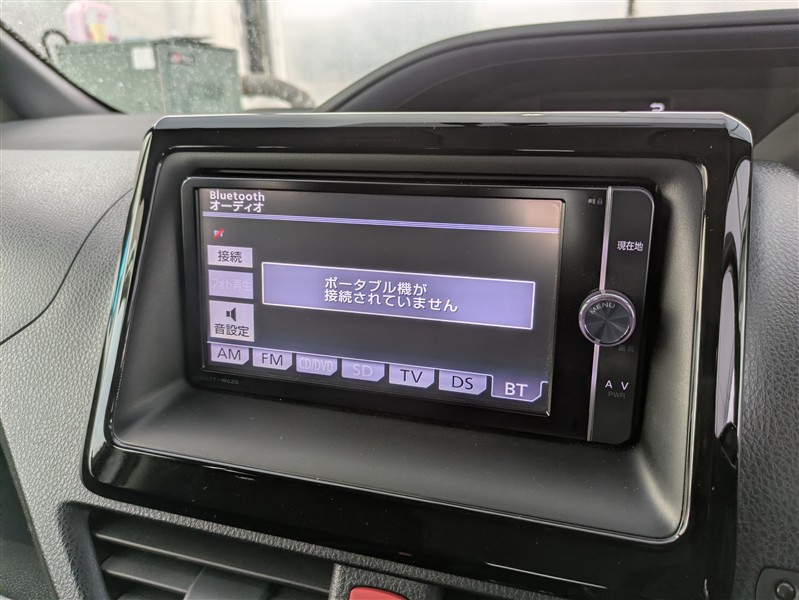 Bluetooth
オーディオ
接続
フォト再生
ポータブル機が
接続されていません
音設定
AM FM CD/DVD SD TV DS BT
現在地
MENU
A V
PWR